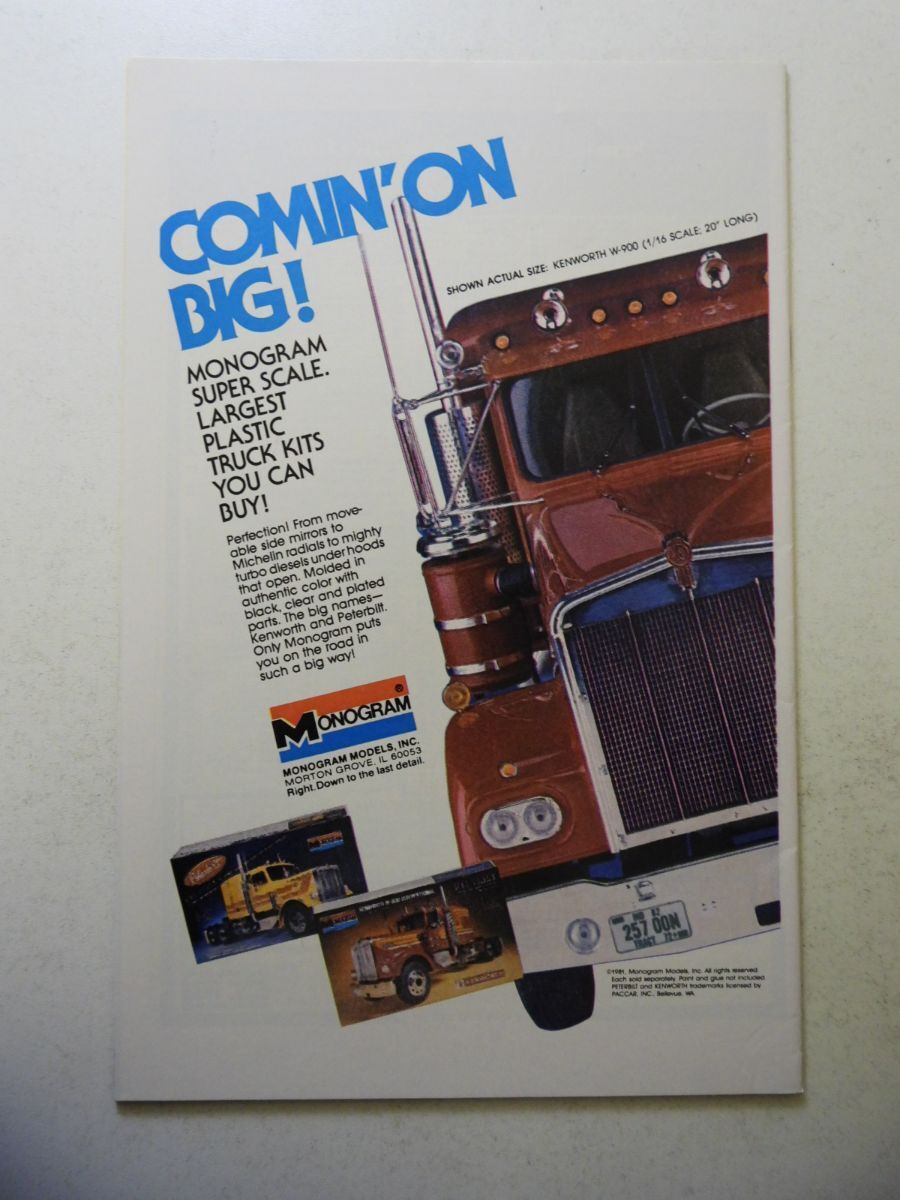 COMIN' ON
BIG!
SHOWN ACTUAL SIZE: KENWORTH W-900 (1/16 SCALE; 20" LONG)
MONOGRAM
SUPER SCALE.
LARGEST
PLASTIC
TRUCK KITS
YOU CAN
BUY!
Perfection! From move-
able side mirrors to
Michelin radials to mighty
turbo diesels under hoods
that open. Molded in
authentic color with
black, clear and plated
parts. The big names—
Kenworth and Peterbilt.
Only Monogram puts
you on the road in
such a big way!
MONOGRAM®
MONOGRAM MODELS, INC.
MORTON GROVE, IL 60053
Right. Down to the last detail.
257 00N
©1981, Monogram Models, Inc. All rights reserved.
Each sold separately. Paint and glue not included.
PETERBILT and KENWORTH trademarks licensed by
PACCAR, INC., Bellevue, WA.